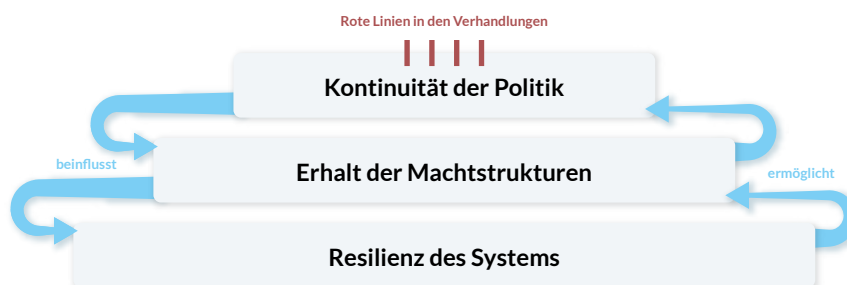 Rote Linien in den Verhandlungen
Kontinuität der Politik
beinflusst
Erhalt der Machtstrukturen
ermöglicht
Resilienz des Systems